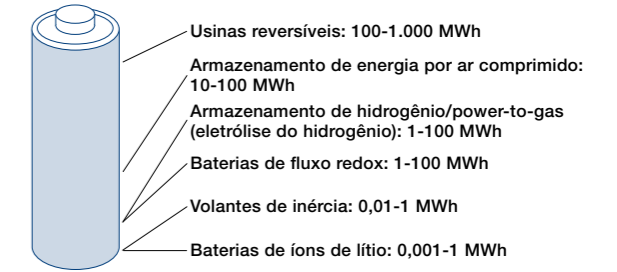 Usinas reversíveis: 100-1.000 MWh
Armazenamento de energia por ar comprimido:
10-100 MWh
Armazenamento de hidrogênio/power-to-gas
(eletrólise do hidrogênio): 1-100 MWh
Baterias de fluxo redox: 1-100 MWh
Volantes de inércia: 0,01-1 MWh
Baterias de íons de lítio: 0,001-1 MWh